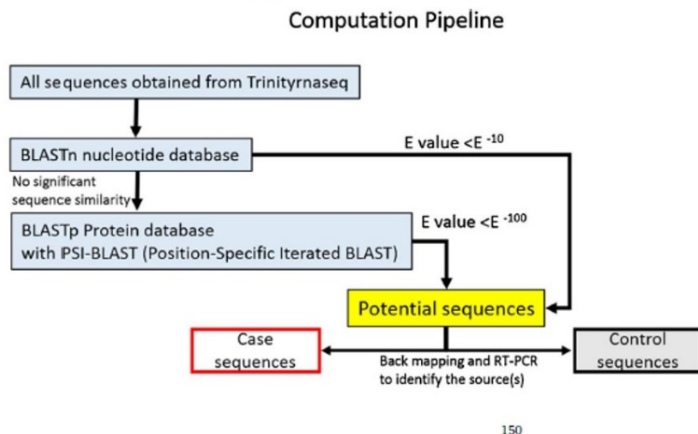 Computation Pipeline
All sequences obtained from Trinityrnaseq
BLASTn nucleotide database
E value <E -10
No significant
sequence similarity
BLASTp Protein database
with PSI-BLAST (Position-Specific Iterated BLAST)
E value <E -100
Potential sequences
Case
sequences
Back mapping and RT-PCR
to identify the source(s)
Control
sequences
150